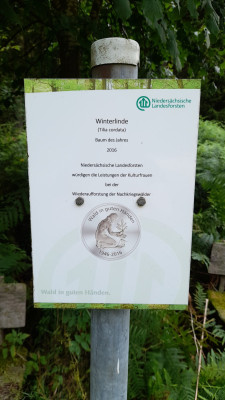 Niedersächsische
Landesforsten
Winterlinde
(Tilia cordata)
Baum des Jahres
2016
Niedersächsische Landesforsten
würdigen die Leistungen der Kulturfrauen
bei der
Wiederaufforstung der Nachkriegswälder
Wald in guten Händen
1946-2016
Wald in guten Händen.